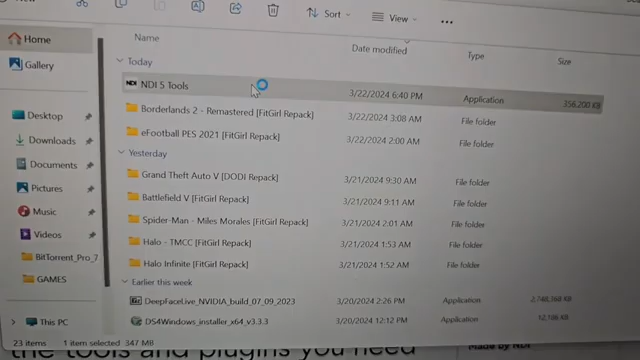 Sort
View
Home
Gallery
Desktop
Downloads
Documents
Pictures
Music
Videos
BitTorrent_Pro_7
GAMES
This PC
Name Date modified Type Size
Today
NDI 5 Tools 3/22/2024 6:40 PM Application 356,200 KB
Borderlands 2 - Remastered [FitGirl Repack] 3/22/2024 3:08 AM File folder
eFootball PES 2021 [FitGirl Repack] 3/22/2024 2:00 AM File folder
Yesterday
Grand Theft Auto V [DODI Repack] 3/21/2024 9:30 AM File folder
Battlefield V [FitGirl Repack] 3/21/2024 9:11 AM File folder
Spider-Man - Miles Morales [FitGirl Repack] 3/21/2024 2:01 AM File folder
Halo - TMCC [FitGirl Repack] 3/21/2024 1:53 AM File folder
Halo Infinite [FitGirl Repack] 3/21/2024 1:52 AM File folder
Earlier this week
DeepFaceLive_NVIDIA_build_07_09_2023 3/20/2024 2:26 PM Application
DS4Windows_installer_x64_v3.3.3 3/20/2024 12:12 PM Application
23 items 1 item selected 347 MB
the tools and plugins you need
Made by NDI